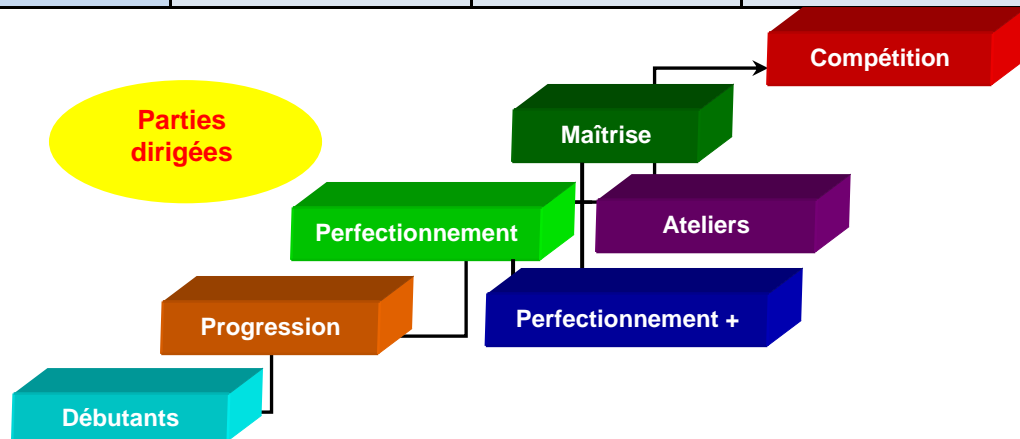 Compétition
Parties
dirigées
Maîtrise
Perfectionnement
Ateliers
Progression
Perfectionnement +
Débutants